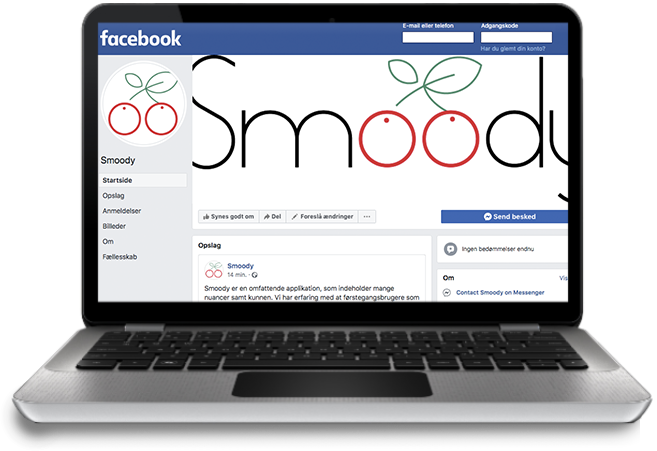 facebook
E-mail eller telefon
Adgangskode
Har du glemt din konto?
Smoody
Smoody
Startside
Opslag
Anmeldelser
Billeder
Om
Fællesskab
Synes godt om
Del
Foreslå ændringer
Send besked
Opslag
Smoody
14 min. ·
Smoody er en omfattende applikation, som indeholder mange
nuancer samt kunnen. Vi har erfaring med at førstegangsbrugere som
Ingen bedømmelser endnu
Om
Vis
Contact Smoody on Messenger